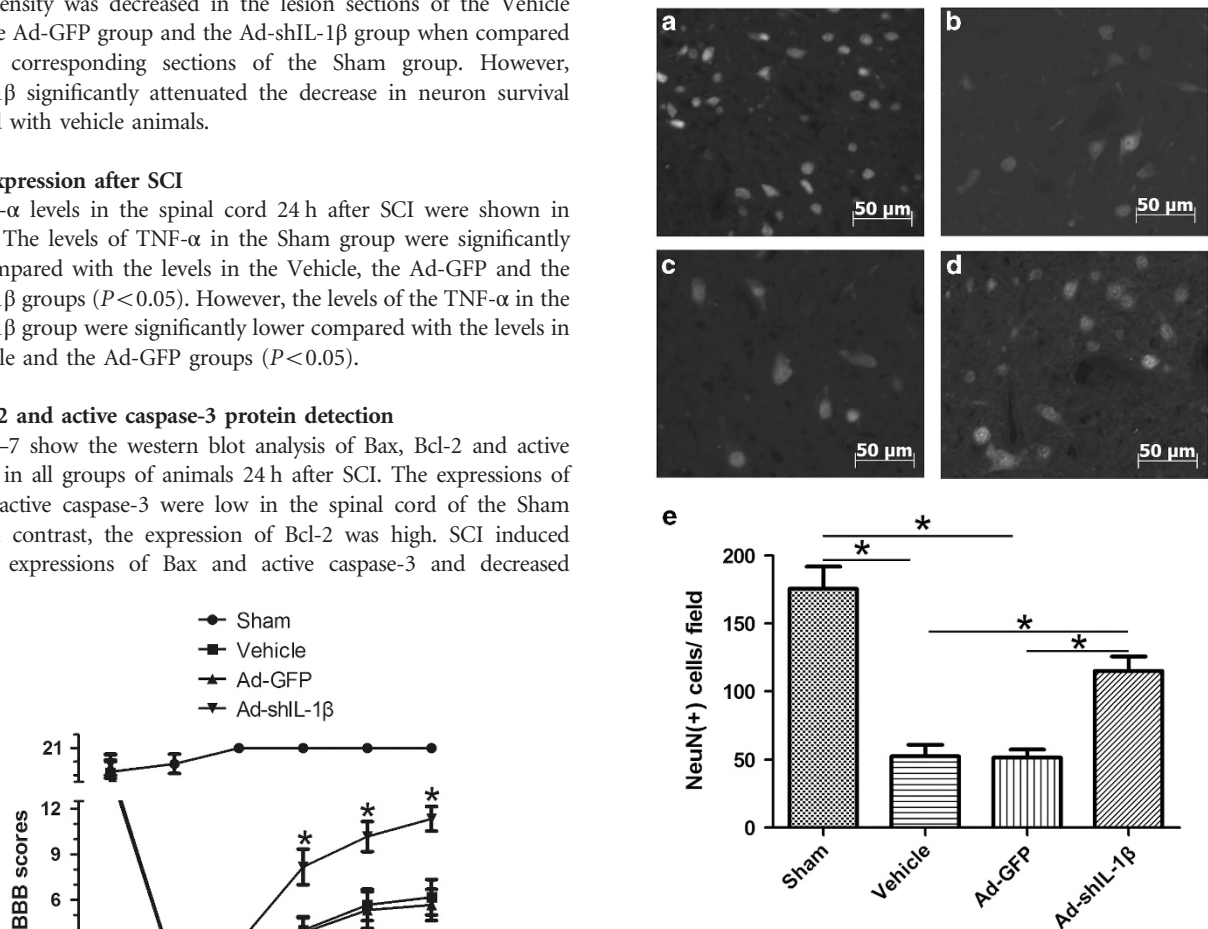 ensity was decreased in the lesion sections of the Vehicle
e Ad-GFP group and the Ad-shIL-1β group when compared
corresponding sections of the Sham group. However,
1β significantly attenuated the decrease in neuron survival
with vehicle animals.
xpression after SCI
-α levels in the spinal cord 24 h after SCI were shown in
The levels of TNF-α in the Sham group were significantly
mpared with the levels in the Vehicle, the Ad-GFP and the
1β groups (P<0.05). However, the levels of the TNF-α in the
1β group were significantly lower compared with the levels in
le and the Ad-GFP groups (P<0.05).
2 and active caspase-3 protein detection
–7 show the western blot analysis of Bax, Bcl-2 and active
in all groups of animals 24 h after SCI. The expressions of
active caspase-3 were low in the spinal cord of the Sham
contrast, the expression of Bcl-2 was high. SCI induced
expressions of Bax and active caspase-3 and decreased
Sham
Vehicle
Ad-GFP
Ad-shIL-1β
21
12
9
6
BBB scores
*
*
*
a
50 μm
b
50 μm
c
50 μm
d
50 μm
e
*
*
*
*
200
150
100
50
0
NeuN(+) cells/ field
Sham
Vehicle
Ad-GFP
Ad-shIL-1β